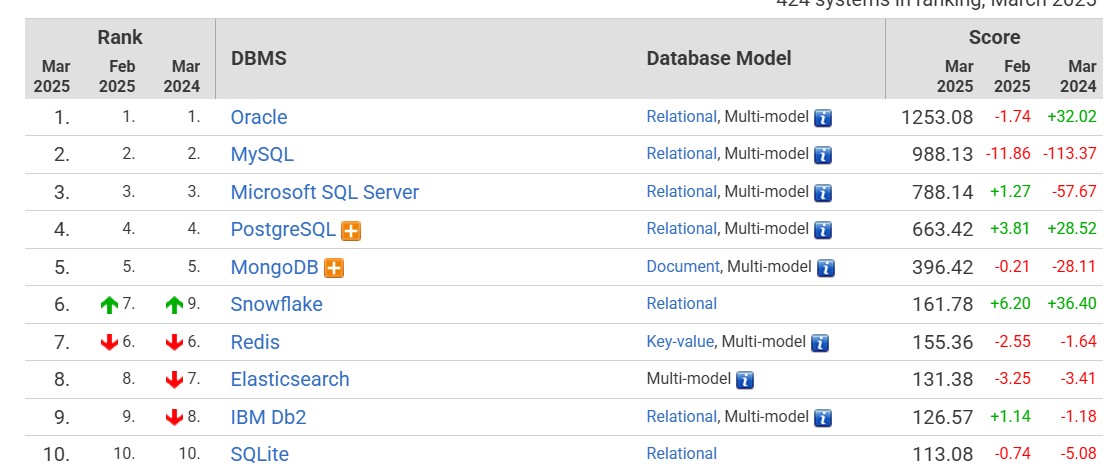 424 systems in ranking, March 2025
Rank DBMS Database Model Score
Mar 2025 Feb 2025 Mar 2024 Mar 2025 Feb 2025 Mar 2024
1. 1. 1. Oracle Relational, Multi-model i 1253.08 -1.74 +32.02
2. 2. 2. MySQL Relational, Multi-model i 988.13 -11.86 -113.37
3. 3. 3. Microsoft SQL Server Relational, Multi-model i 788.14 +1.27 -57.67
4. 4. 4. PostgreSQL Relational, Multi-model i 663.42 +3.81 +28.52
5. 5. 5. MongoDB Document, Multi-model i 396.42 -0.21 -28.11
6. 7. 9. Snowflake Relational 161.78 +6.20 +36.40
7. 6. 6. Redis Key-value, Multi-model i 155.36 -2.55 -1.64
8. 8. 7. Elasticsearch Multi-model i 131.38 -3.25 -3.41
9. 9. 8. IBM Db2 Relational, Multi-model i 126.57 +1.14 -1.18
10. 10. 10. SQLite Relational 113.08 -0.74 -5.08